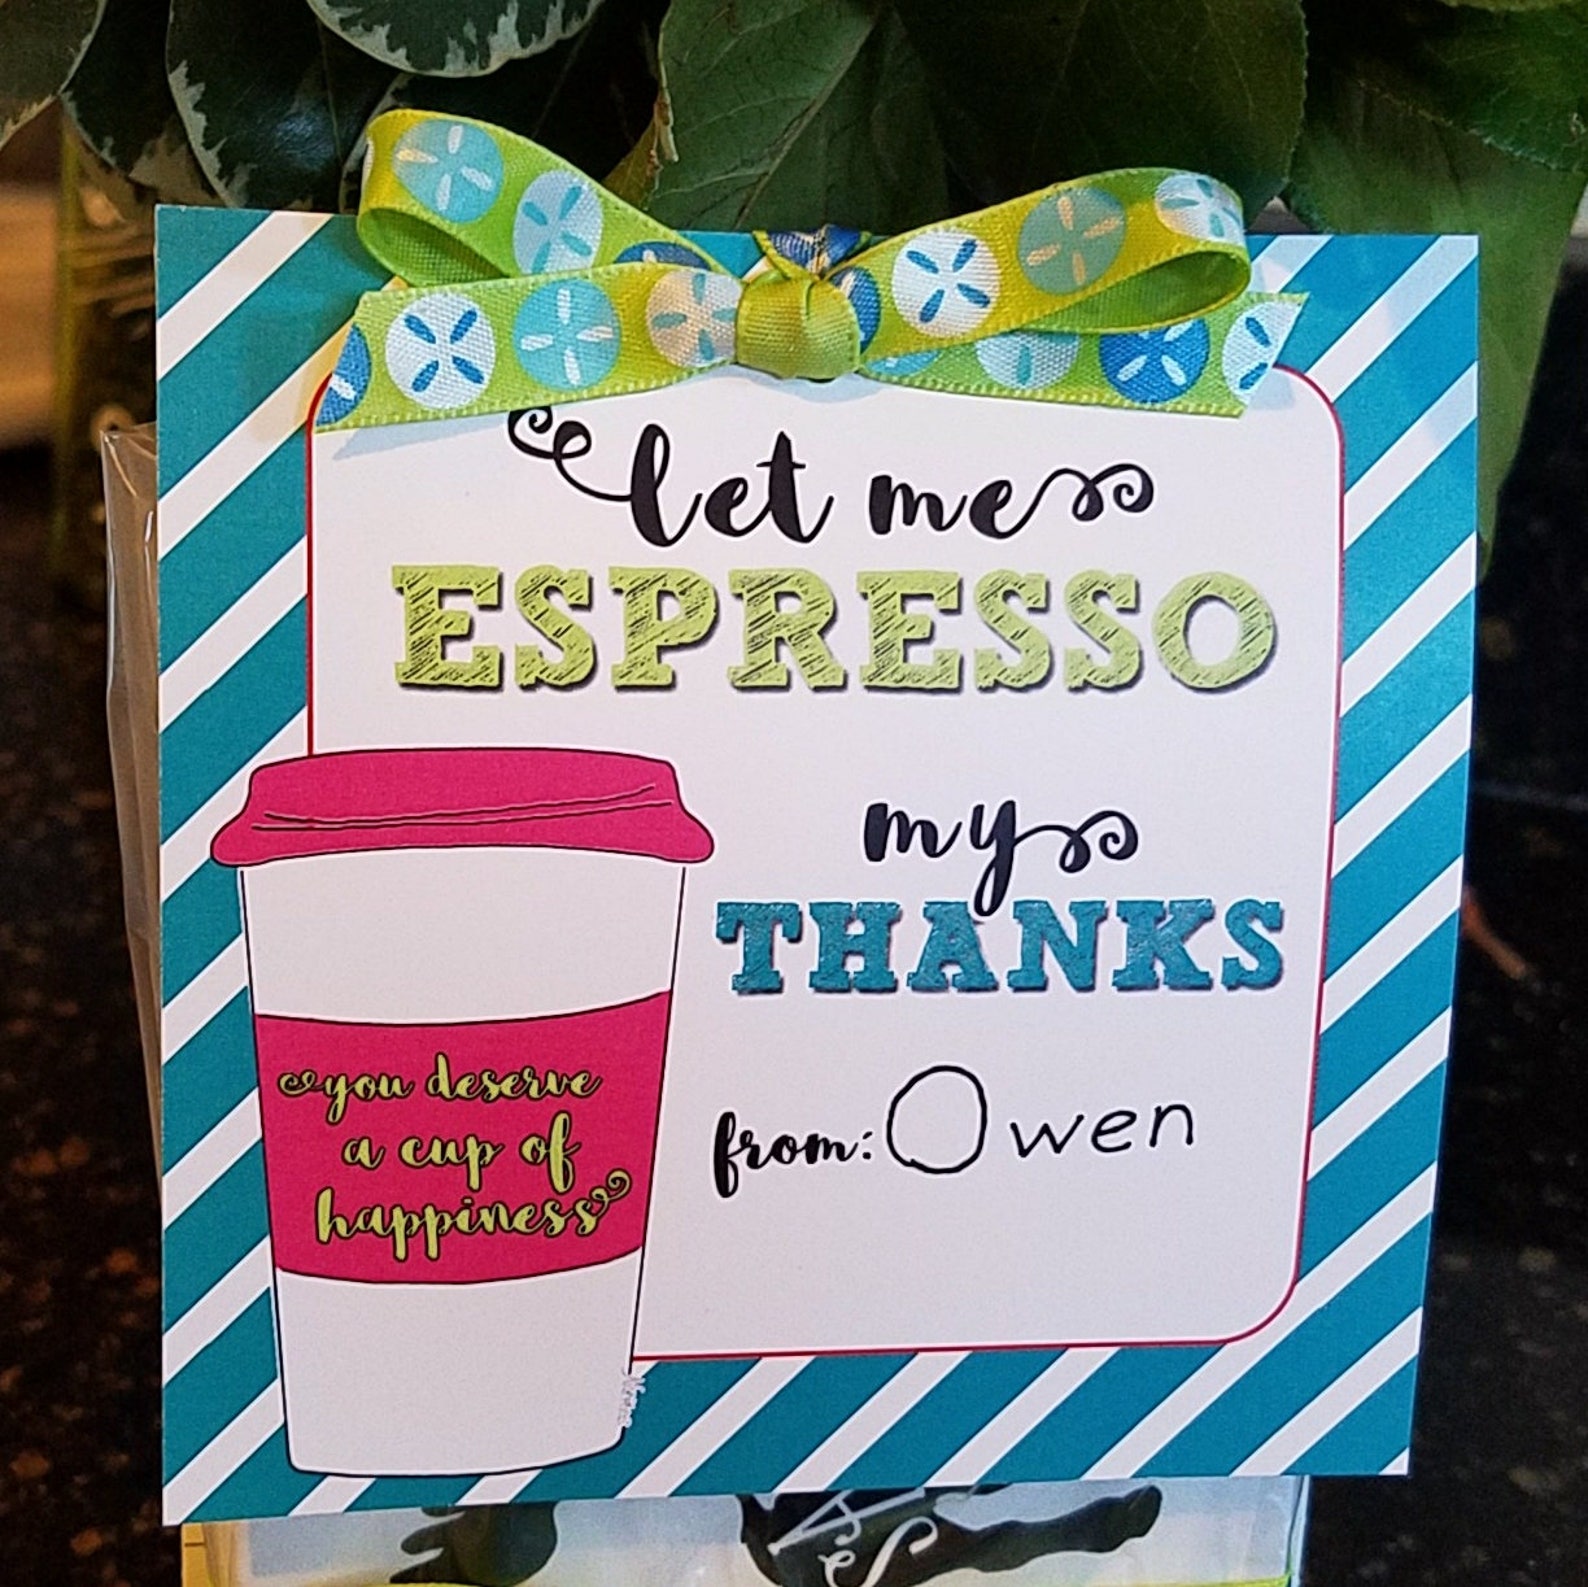 let me
ESPRESSO
my
THANKS
from: Owen
you deserve
a cup of
happiness